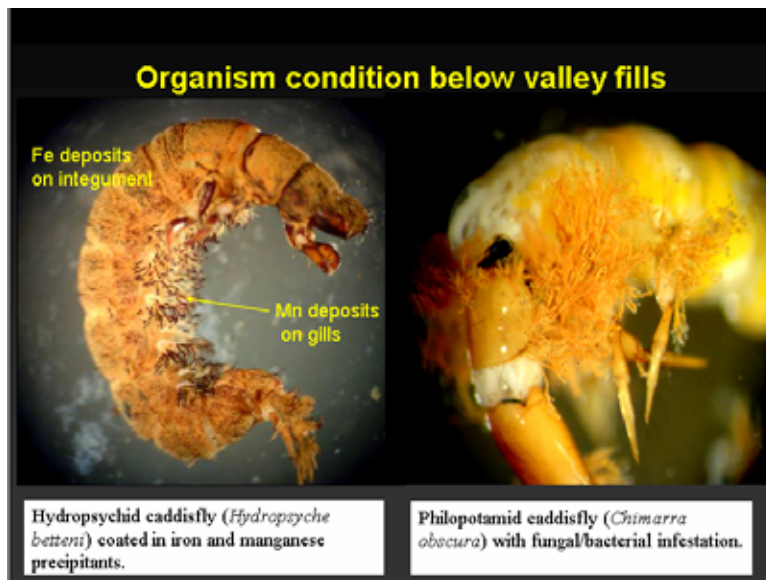 Organism condition below valley fills
Fe deposits
on integument
Mn deposits
on gills
Hydropsychid caddisfly (Hydropsyche
betteni) coated in iron and manganese
precipitants.
Philopotamid caddisfly (Chimarra
obscura) with fungal/bacterial infestation.